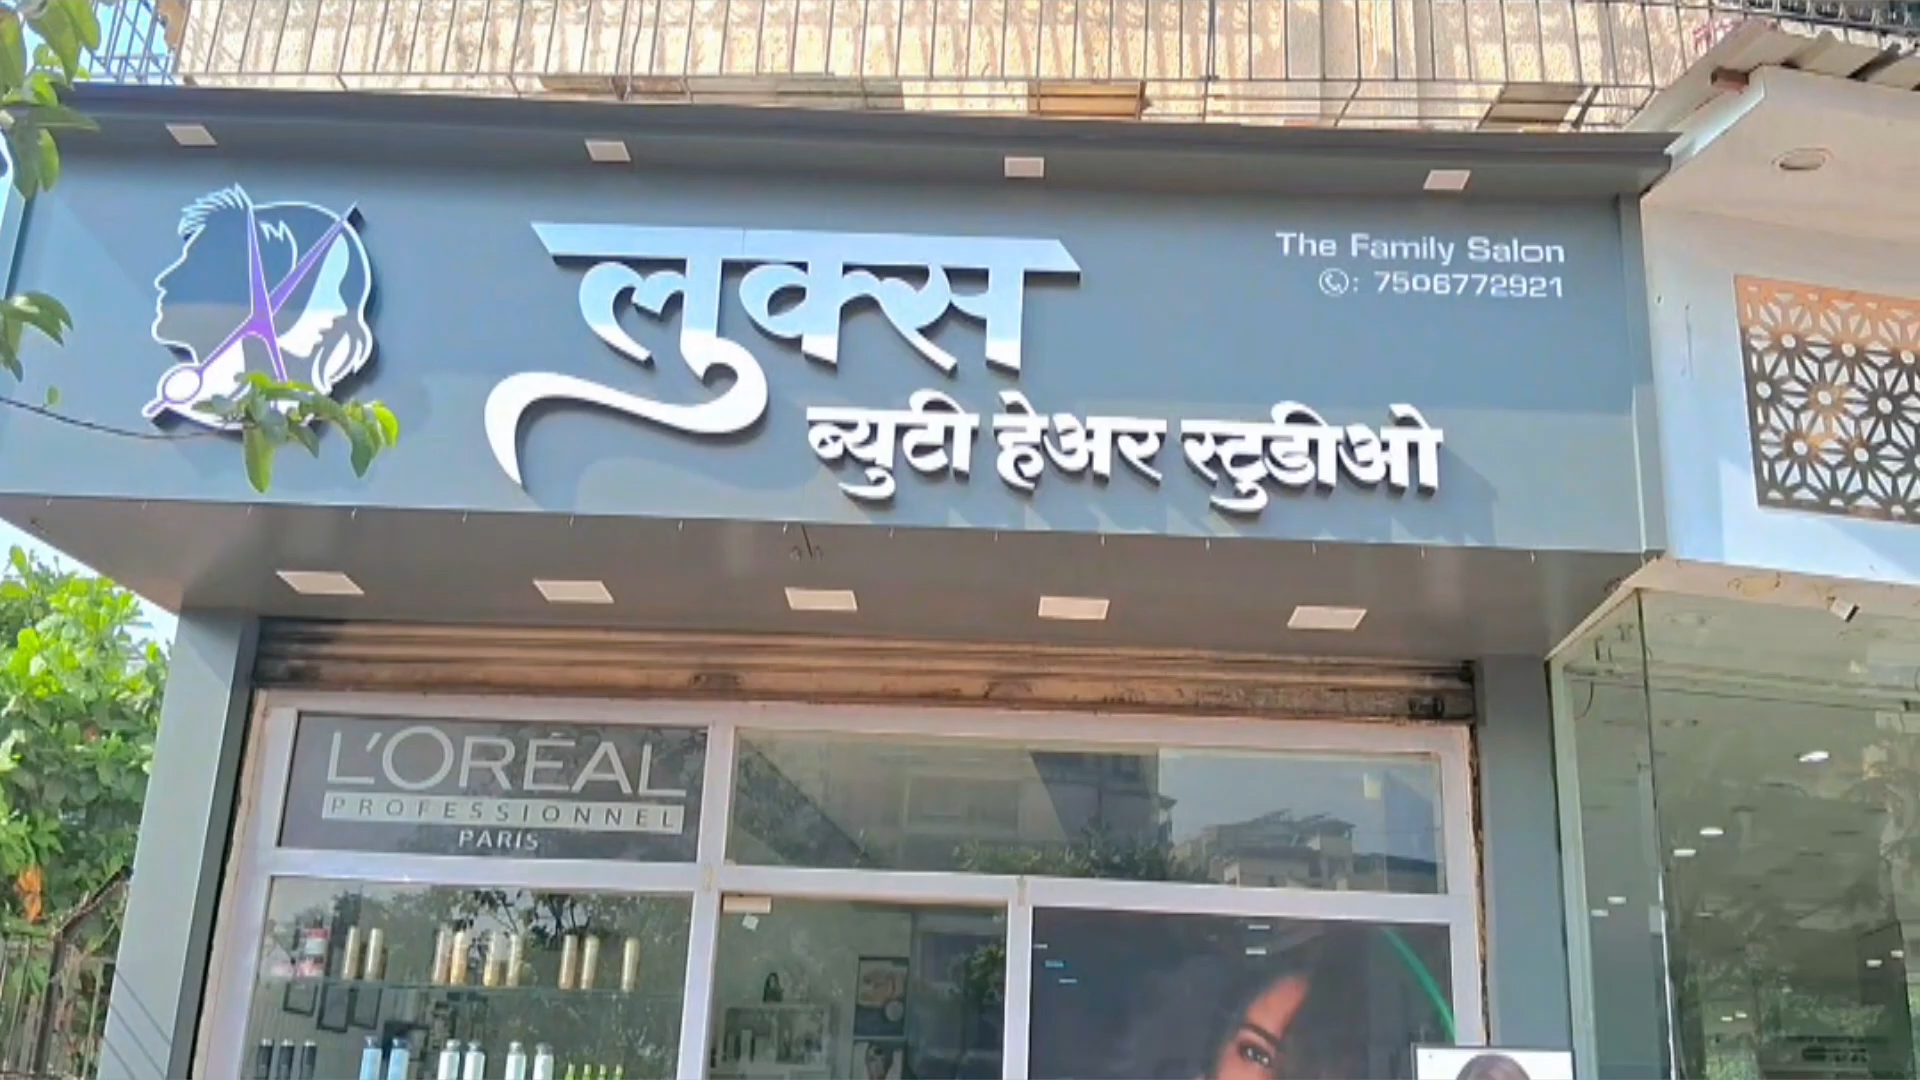 लुक्स
The Family Salon
: 7506772921
ब्युटी हेअर स्टुडीओ
L'ORÉAL
PROFESSIONNEL
PARIS